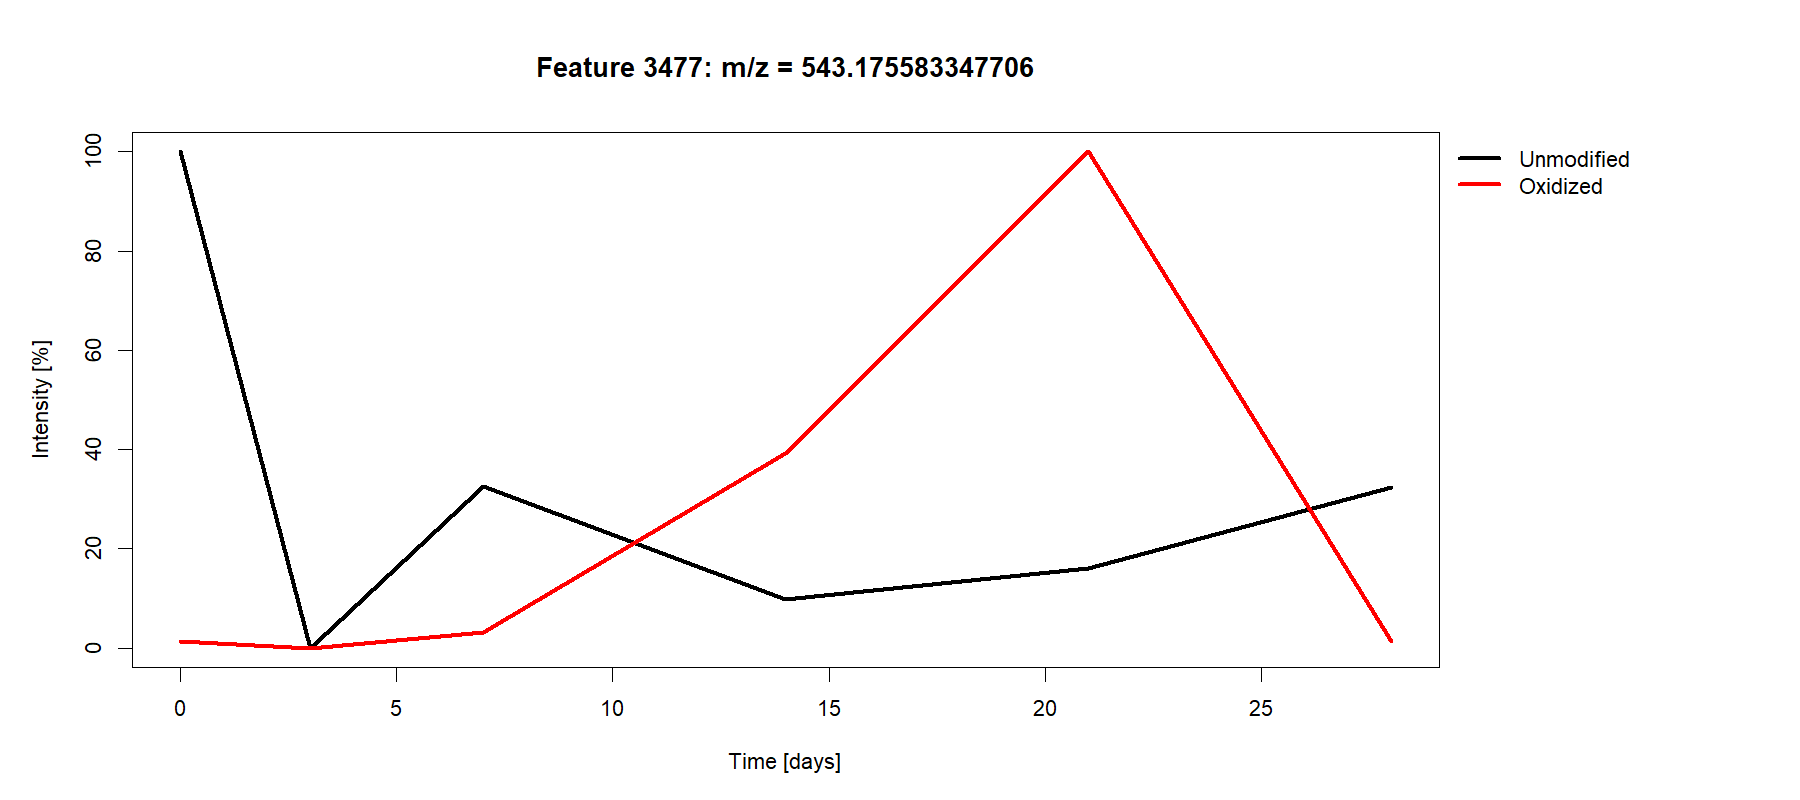 Feature 3477: m/z = 543.175583347706
Unmodified
Oxidized
Intensity [%]
100
80
60
40
20
0
0 5 10 15 20 25
Time [days]